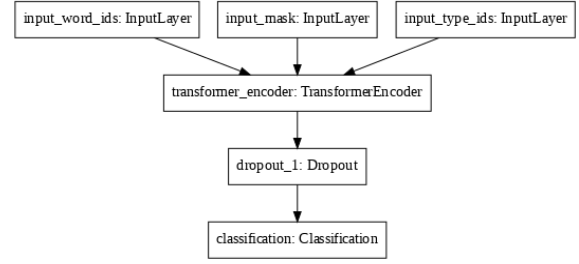 input_word_ids: InputLayer
input_mask: InputLayer
input_type_ids: InputLayer
transformer_encoder: TransformerEncoder
dropout_1: Dropout
classification: Classification